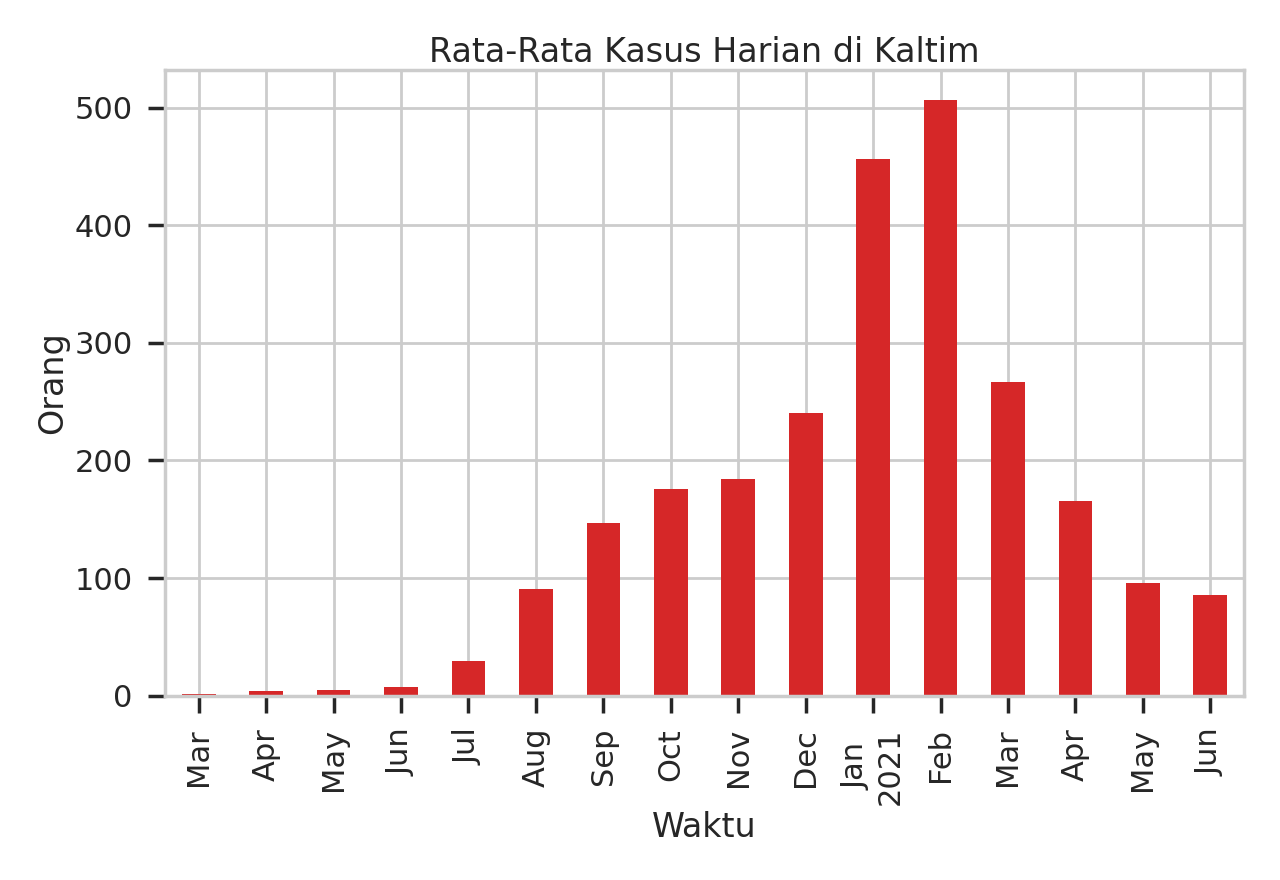 Rata-Rata Kasus Harian di Kaltim
Orang
500
400
300
200
100
0
Mar
Apr
May
Jun
Jul
Aug
Sep
Oct
Nov
Dec
Jan
2021
Feb
Mar
Apr
May
Jun
Waktu